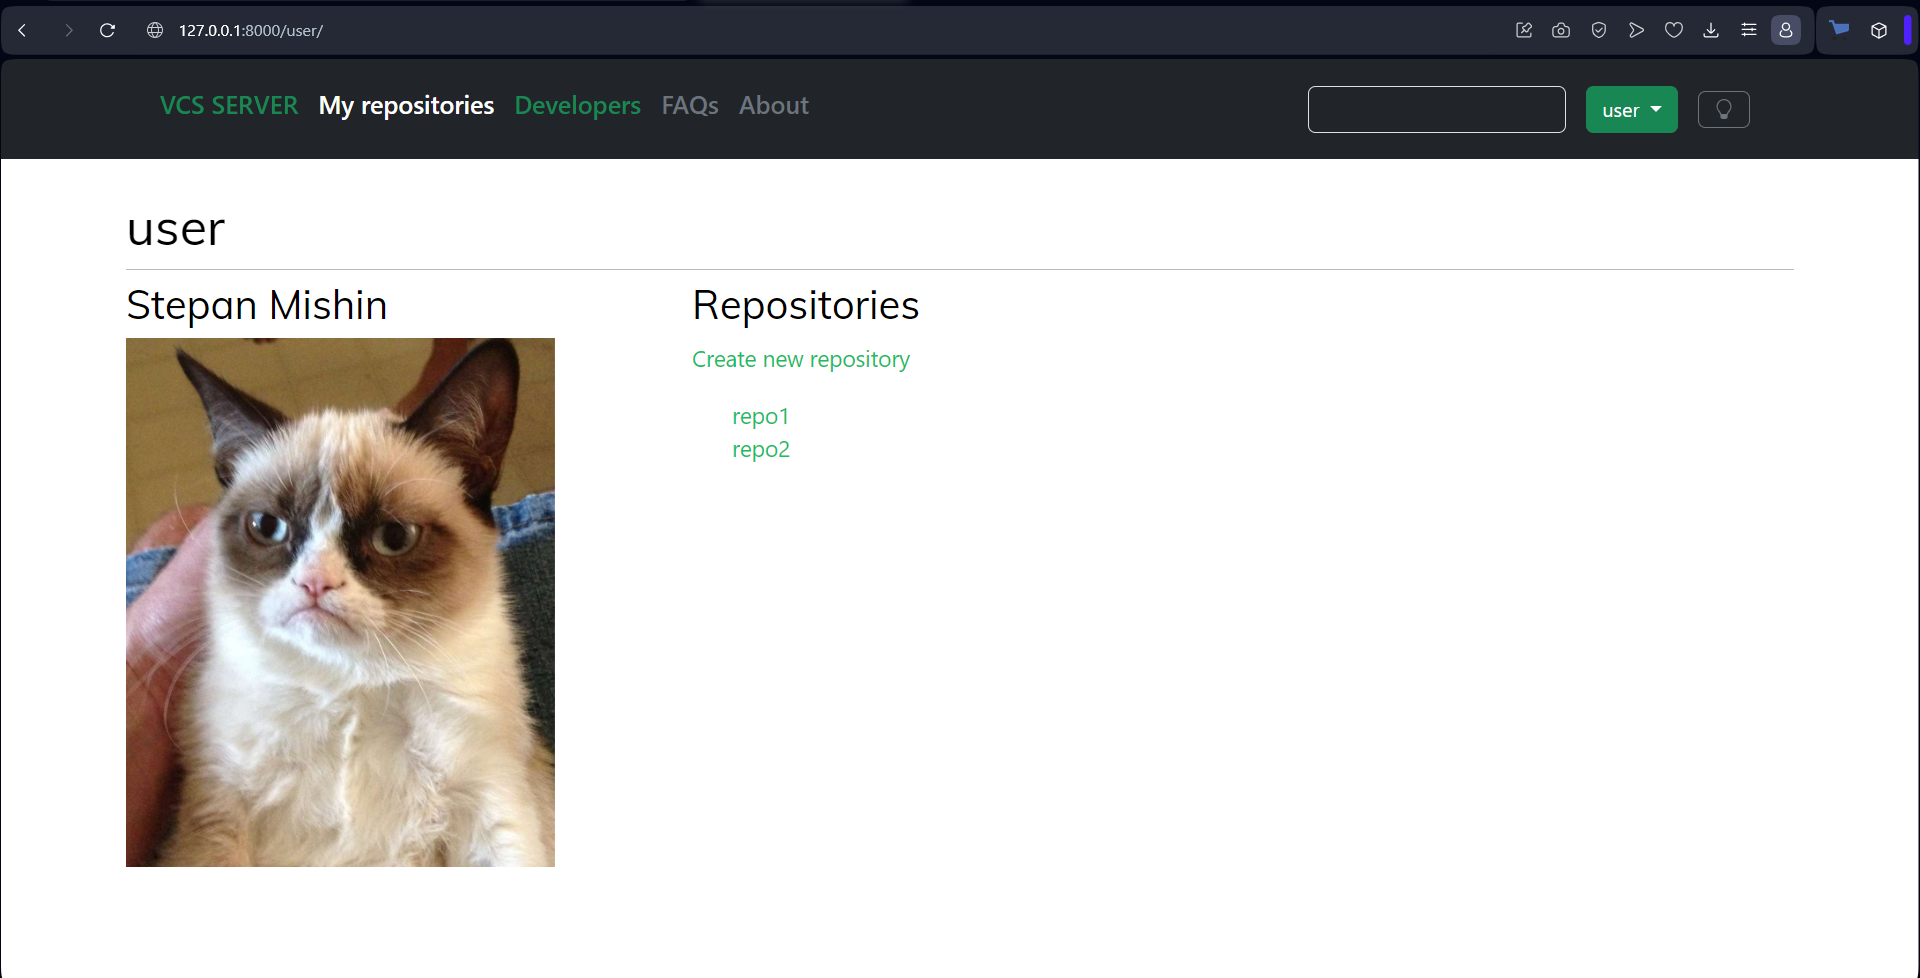 127.0.0.1:8000/user/
VCS SERVER My repositories Developers FAQs About user
user
Stepan Mishin
Repositories
Create new repository
repo1
repo2